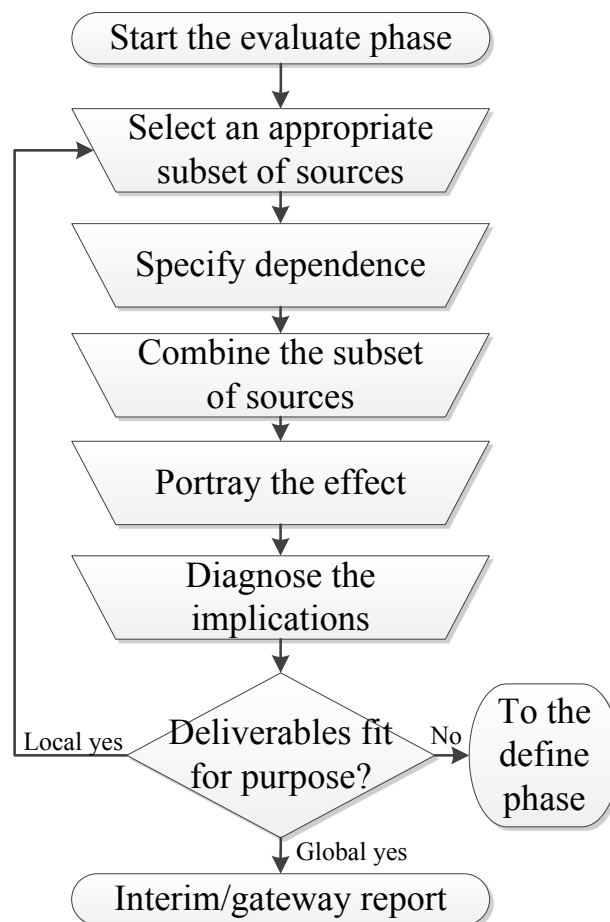 Start the evaluate phase
Select an appropriate
subset of sources
Specify dependence
Combine the subset
of sources
Portray the effect
Diagnose the
implications
Deliverables fit
for purpose?
Local yes
No
To the
define
phase
Global yes
Interim/gateway report